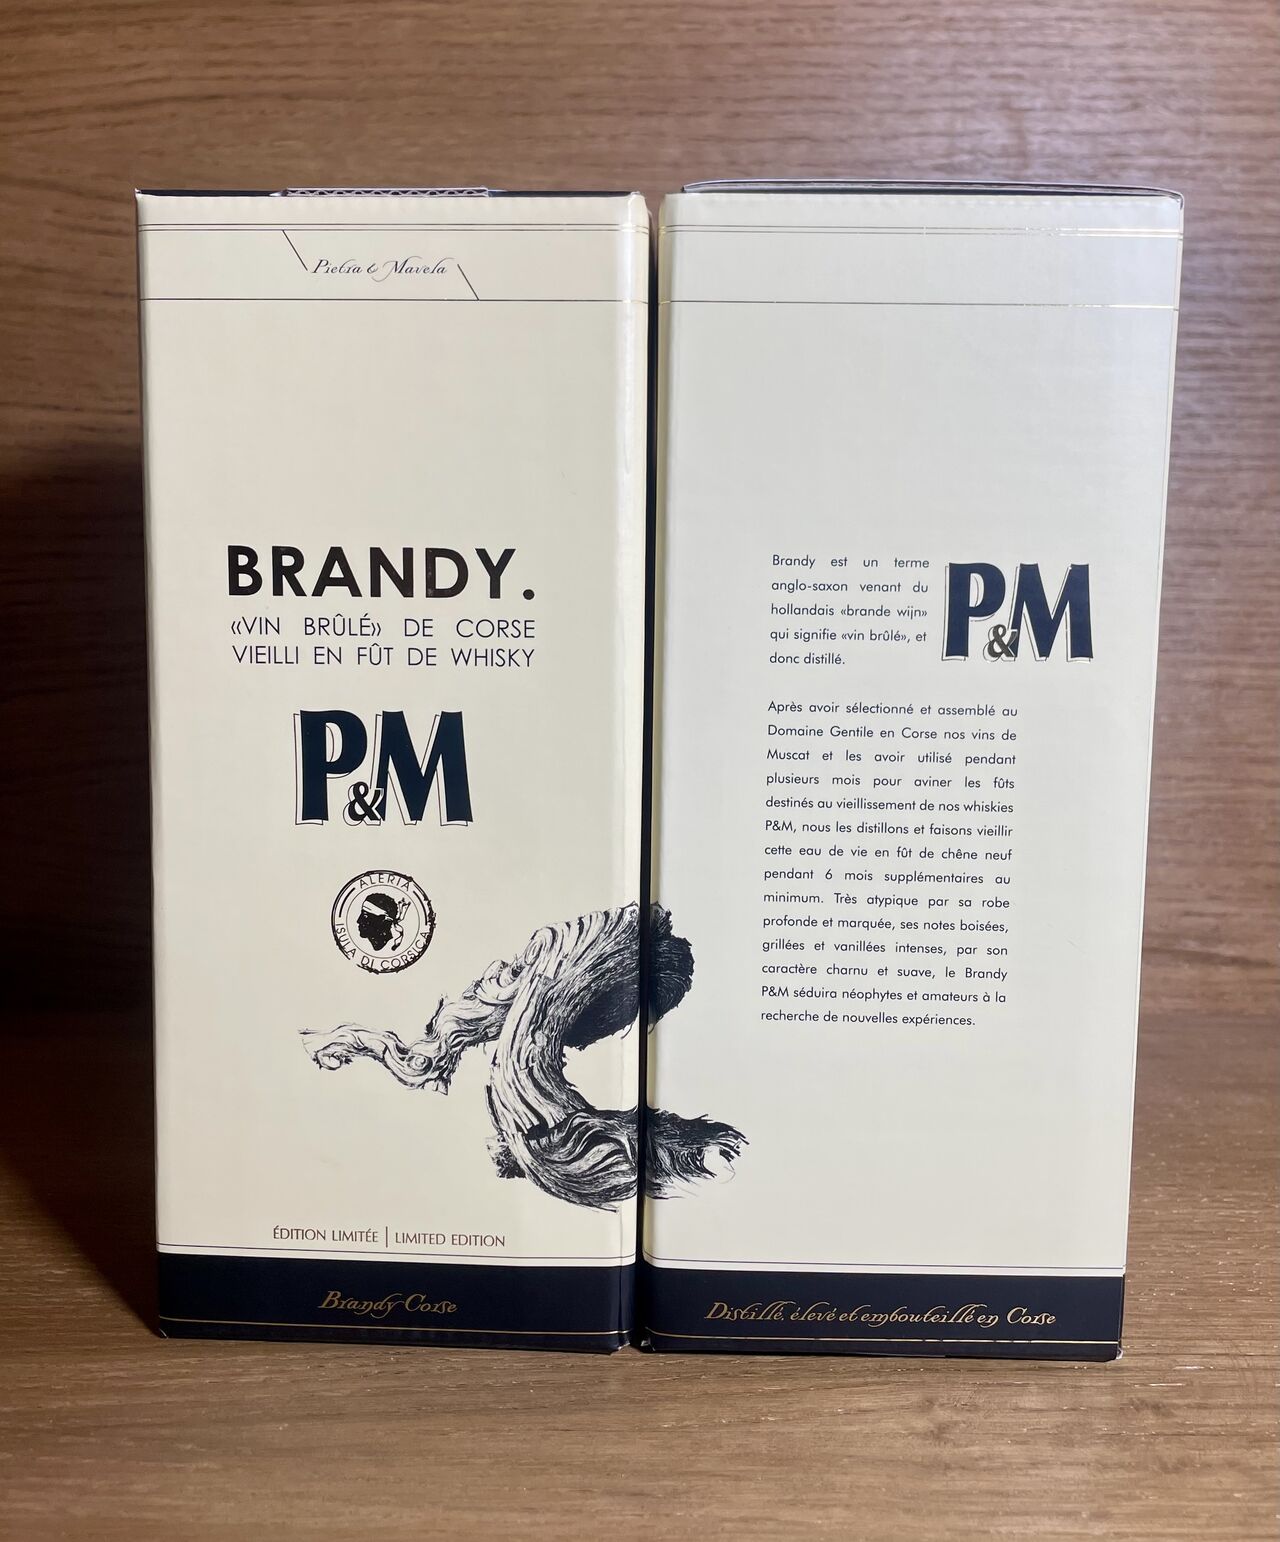 Pietra & Mavela
BRANDY.
«VIN BRÛLÉ» DE CORSE
VIEILLI EN FÛT DE WHISKY
P&M
ALERIA
ISULA DI CORSICA
ÉDITION LIMITÉE | LIMITED EDITION
Brandy Corse
Brandy est un terme
anglo-saxon venant du
hollandais «brande wijn»
qui signifie «vin brûlé», et
donc distillé.
P&M
Après avoir sélectionné et assemblé au
Domaine Gentile en Corse nos vins de
Muscat et les avoir utilisé pendant
plusieurs mois pour aviner les fûts
destinés au vieillissement de nos whiskies
P&M, nous les distillons et faisons vieillir
cette eau de vie en fût de chêne neuf
pendant 6 mois supplémentaires au
minimum. Très atypique par sa robe
profonde et marquée, ses notes boisées,
grillées et vanillées intenses, par son
caractère charnu et suave, le Brandy
P&M séduira néophytes et amateurs à la
recherche de nouvelles expériences.
Distillé, élevé et embouteillé en Corse